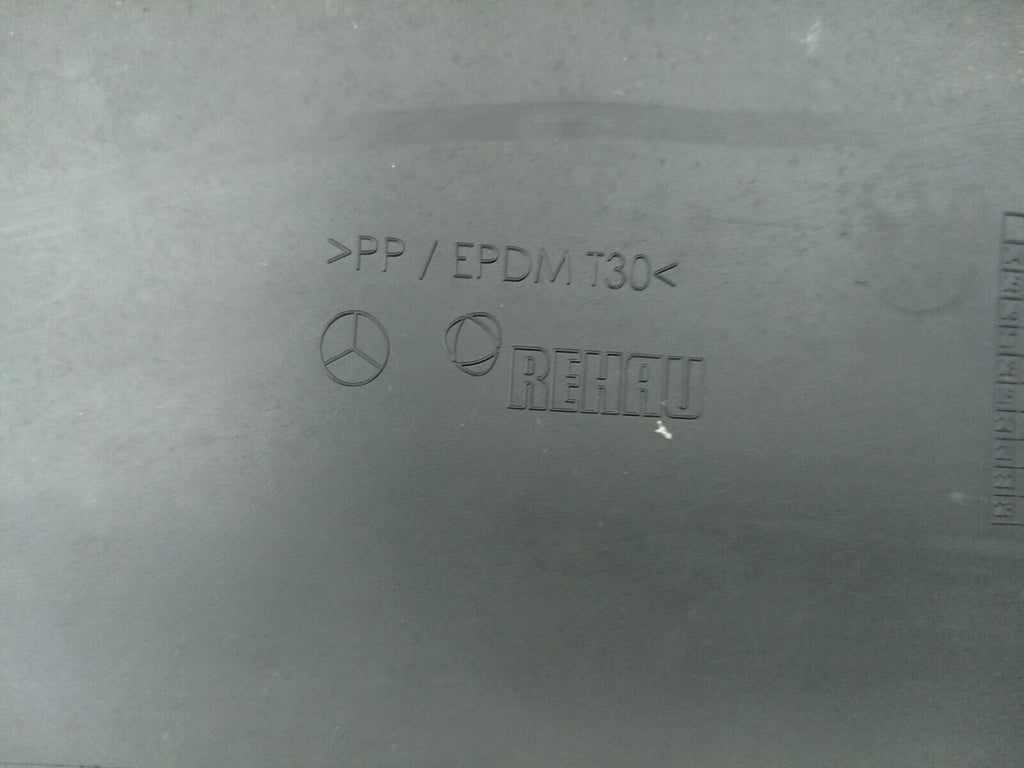 >PP / EPDM T30<
REHAU